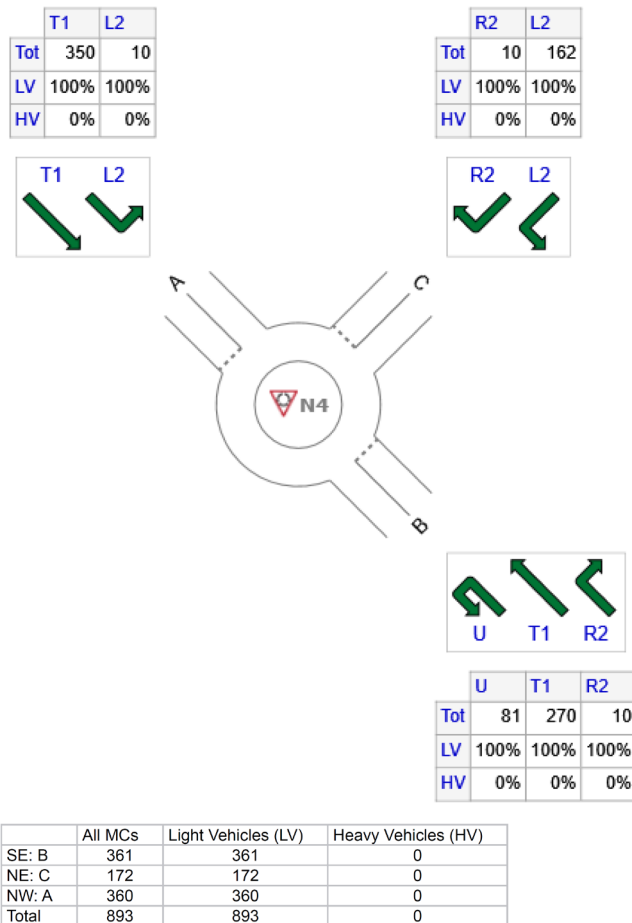 T1 L2
Tot 350 10
LV 100% 100%
HV 0% 0%
R2 L2
Tot 10 162
LV 100% 100%
HV 0% 0%
T1 L2
R2 L2
A
C
N4
B
U T1 R2
U T1 R2
Tot 81 270 10
LV 100% 100% 100%
HV 0% 0% 0%
All MCs Light Vehicles (LV) Heavy Vehicles (HV)
SE: B 361 361 0
NE: C 172 172 0
NW: A 360 360 0
Total 893 893 0